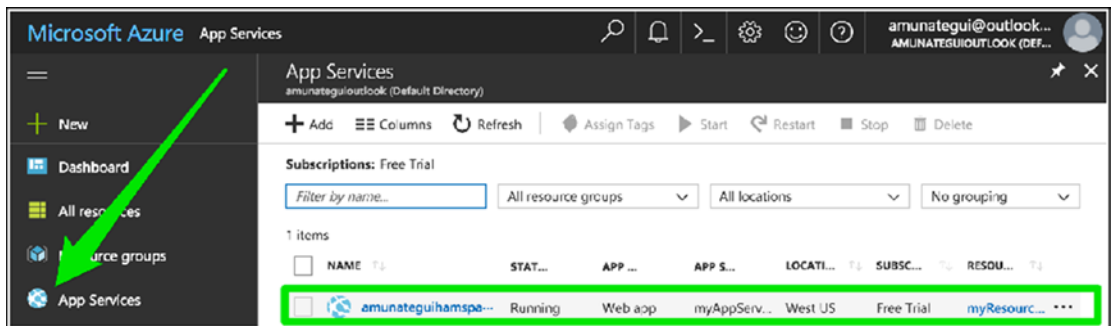 Microsoft Azure App Services
amunategui@outlook...
AMUNATEGUIOUTLOOK (DEF...
App Services
amunateguioutlook (Default Directory)
New
Dashboard
All resources
Resource groups
App Services
Add Columns Refresh Assign Tags Start Restart Stop Delete
Subscriptions: Free Trial
Filter by name... All resource groups All locations No grouping
1 items
NAME STAT... APP ... APP S... LOCATI... SUBSC... RESOU...
amunateguihamspa... Running Web app myAppServ... West US Free Trial myResourc... ...